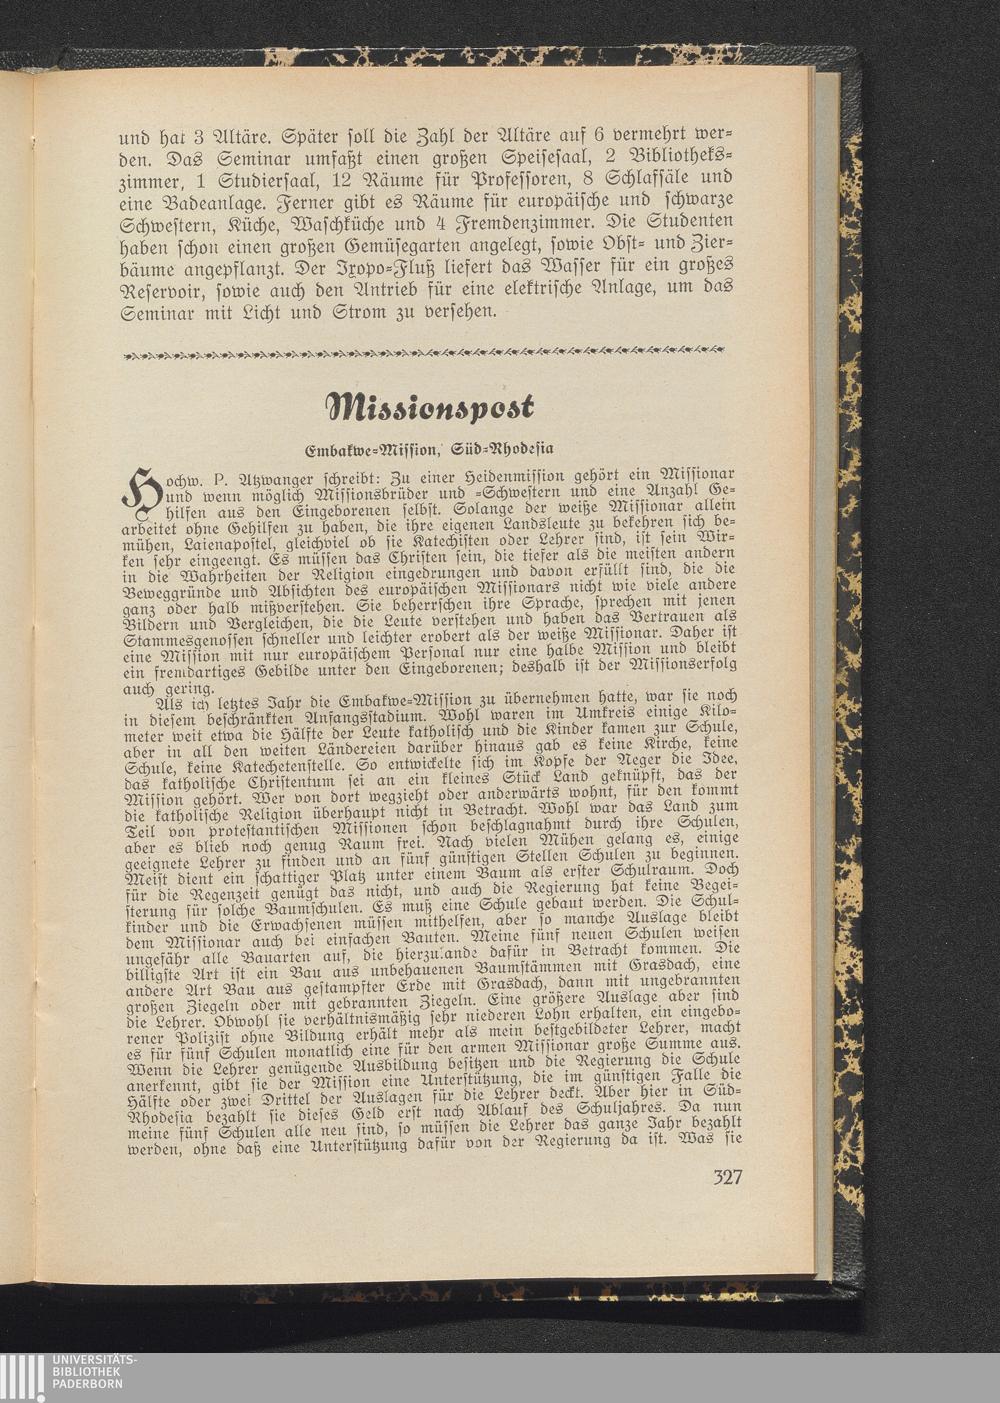 und hat 3 Altäre. Später soll die Zahl der Altäre auf 6 vermehrt wer-
den. Das Seminar umfaßt einen großen Speisesaal, 2 Bibliotheks-
zimmer, 1 Studiersaal, 12 Räume für Professoren, 8 Schlafsäle und
eine Badeanlage. Ferner gibt es Räume für europäische und schwarze
Schwestern, Küche, Waschküche und 4 Fremdenzimmer. Die Studenten
haben schon einen großen Gemüsegarten angelegt, sowie Obst- und Zier-
bäume angepflanzt. Der Ixopo-Fluß liefert das Wasser für ein großes
Reservoir, sowie auch den Antrieb für eine elektrische Anlage, um das
Seminar mit Licht und Strom zu versehen.
Missionspost
Embakwe-Mission, Süd-Rhodesia
Hochw. P. Atzwanger schreibt: Zu einer Heidenmission gehört ein Missionar
und wenn möglich Missionsbrüder und -Schwestern und eine Anzahl Ge-
hilfen aus den Eingeborenen selbst. Solange der weiße Missionar allein
arbeitet ohne Gehilfen zu haben, die ihre eigenen Landsleute zu bekehren sich be-
mühen, Laienapostel, gleichviel ob sie Katechisten oder Lehrer sind, ist sein Wir-
ken sehr eingeengt. Es müssen das Christen sein, die tiefer als die meisten andern
in die Wahrheiten der Religion eingedrungen und davon erfüllt sind, die die
Beweggründe und Absichten des europäischen Missionars nicht wie viele andere
ganz oder halb mißverstehen. Sie beherrschen ihre Sprache, sprechen mit jenen
Bildern und Vergleichen, die die Leute verstehen und haben das Vertrauen als
Stammesgenossen schneller und leichter erobert als der weiße Missionar. Daher ist
eine Mission mit nur europäischem Personal nur eine halbe Mission und bleibt
ein fremdartiges Gebilde unter den Eingeborenen; deshalb ist der Missionserfolg
auch gering.
Als ich letztes Jahr die Embakwe-Mission zu übernehmen hatte, war sie noch
in diesem beschränkten Anfangsstadium. Wohl waren im Umkreis einige Kilo-
meter weit etwa die Hälfte der Leute katholisch und die Kinder kamen zur Schule,
aber in all den weiten Ländereien darüber hinaus gab es keine Kirche, keine
Schule, keine Katechetenstelle. So entwickelte sich im Kopfe der Neger die Idee,
das katholische Christentum sei an ein kleines Stück Land geknüpft, das der
Mission gehört. Wer von dort wegzieht oder anderwärts wohnt, für den kommt
die katholische Religion überhaupt nicht in Betracht. Wohl war das Land zum
Teil von protestantischen Missionen schon beschlagnahmt durch ihre Schulen,
aber es blieb noch genug Raum frei. Nach vielen Mühen gelang es, einige
geeignete Lehrer zu finden und an fünf günstigen Stellen Schulen zu beginnen.
Meist dient ein schattiger Platz unter einem Baum als erster Schulraum. Doch
für die Regenzeit genügt das nicht, und auch die Regierung hat keine Begei-
sterung für solche Baumschulen. Es muß eine Schule gebaut werden. Die Schul-
kinder und die Erwachsenen müssen mithelfen, aber so manche Auslage bleibt
dem Missionar auch bei einfachen Bauten. Meine fünf neuen Schulen weisen
ungefähr alle Bauarten auf, die hierzulande dafür in Betracht kommen. Die
billigste Art ist ein Bau aus unbehauenen Baumstämmen mit Grasdach, eine
andere Art Bau aus gestampfter Erde mit Grasdach, dann mit ungebrannten
großen Ziegeln oder mit gebrannten Ziegeln. Eine größere Auslage aber sind
die Lehrer. Obwohl sie verhältnismäßig sehr niederen Lohn erhalten, ein eingebo-
rener Polizist ohne Bildung erhält mehr als mein bestgebildeter Lehrer, macht
es für fünf Schulen monatlich eine für den armen Missionar große Summe aus.
Wenn die Lehrer genügende Ausbildung besitzen und die Regierung die Schule
anerkennt, gibt sie der Mission eine Unterstützung, die im günstigen Falle die
Hälfte oder zwei Drittel der Auslagen für die Lehrer deckt. Aber hier in Süd-
Rhodesia bezahlt sie dieses Geld erst nach Ablauf des Schuljahres. Da nun
meine fünf Schulen alle neu sind, so müssen die Lehrer das ganze Jahr bezahlt
werden, ohne daß eine Unterstützung dafür von der Regierung da ist. Was sie
327
UNIVERSITÄTS-
BIBLIOTHEK
PADERBORN